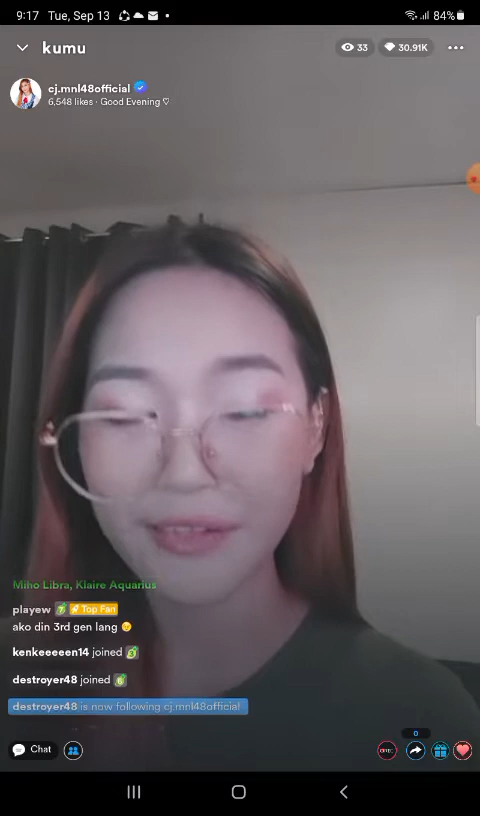 9:17 Tue, Sep 13 84%
kumu
33 30.91K
cj.mnl48official
6,548 likes · Good Evening ♡
Miho Libra, Klaire Aquarius
playew 7 Top Fan
ako din 3rd gen lang
kenkeeeeen14 joined
destroyer48 joined
destroyer48 is now following cj.mnl48official
0
Chat